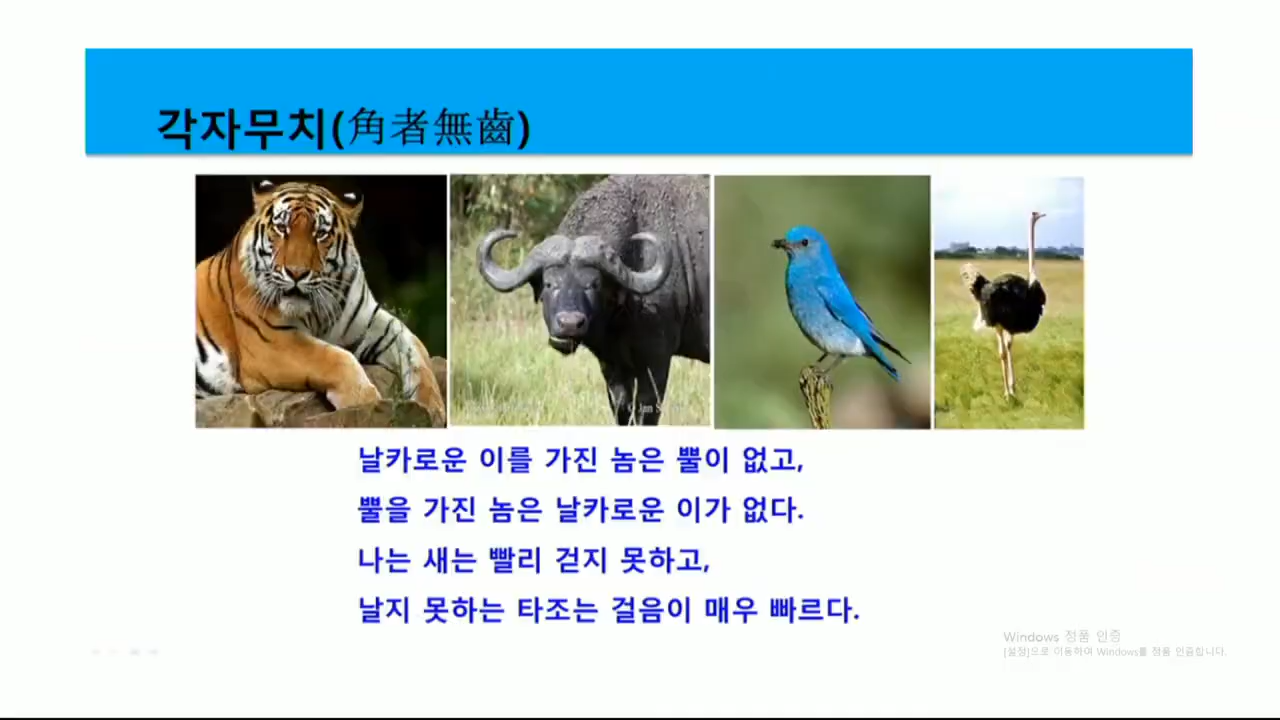 각자무치(角者無齒)
날카로운 이를 가진 놈은 뿔이 없고,
뿔을 가진 놈은 날카로운 이가 없다.
나는 새는 빨리 걷지 못하고,
날지 못하는 타조는 걸음이 매우 빠르다.
Windows 정품 인증
[설정]으로 이동하여 Windows를 정품 인증합니다.